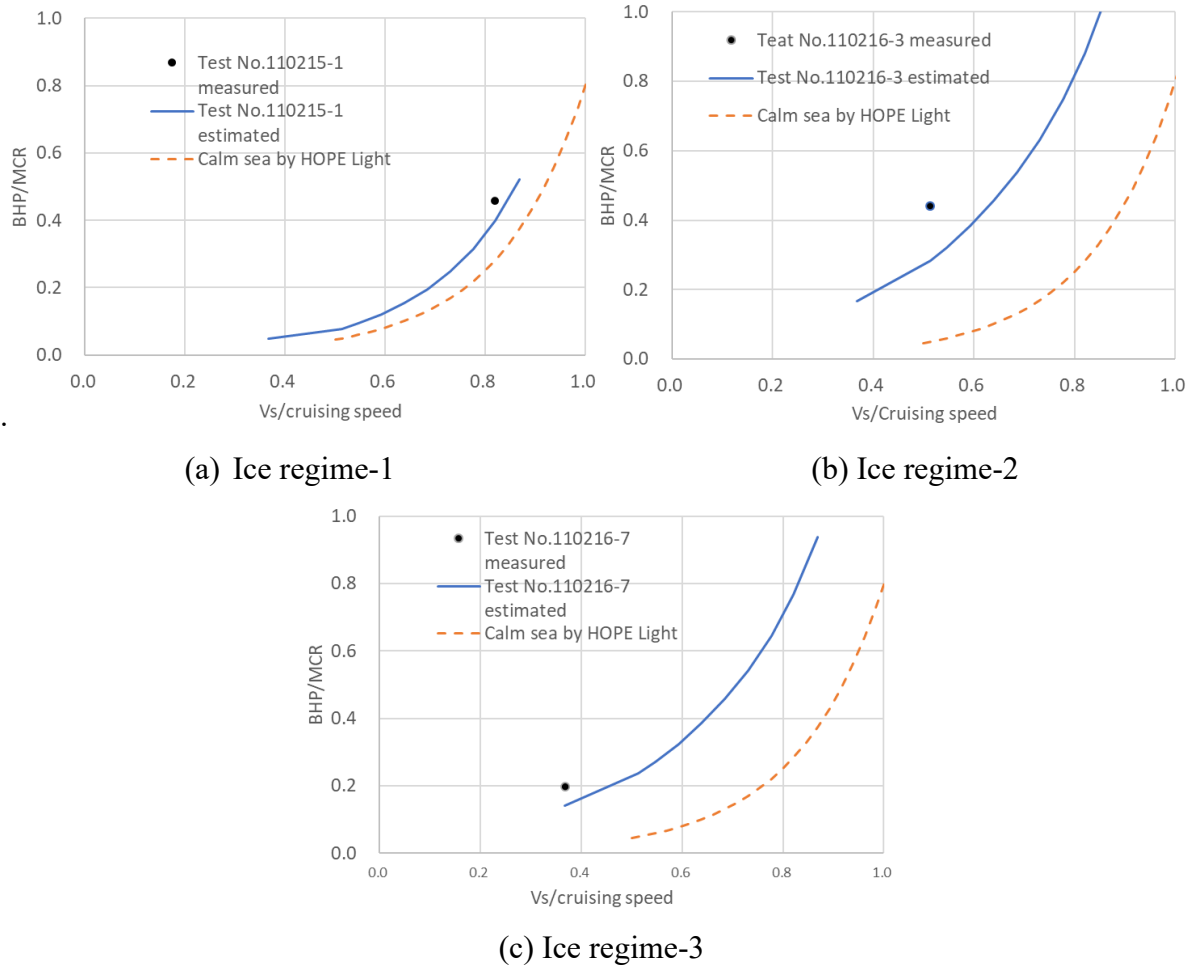 1.0
0.8
0.6
0.4
0.2
0.0
BHP/MCR
Test No.110215-1
measured
Test No.110215-1
estimated
Calm sea by HOPE Light
0.0 0.2 0.4 0.6 0.8 1.0
Vs/cruising speed
.
(a) Ice regime-1
1.0
0.8
0.6
0.4
0.2
0.0
BHP/MCR
Teat No.110216-3 measured
Test No.110216-3 estimated
Calm sea by HOPE Light
0.0 0.2 0.4 0.6 0.8 1.0
Vs/Cruising speed
(b) Ice regime-2
1.0
0.8
0.6
0.4
0.2
0.0
BHP/MCR
Test No.110216-7
measured
Test No.110216-7
estimated
Calm sea by HOPE Light
0.0 0.2 0.4 0.6 0.8 1.0
Vs/cruising speed
(c) Ice regime-3